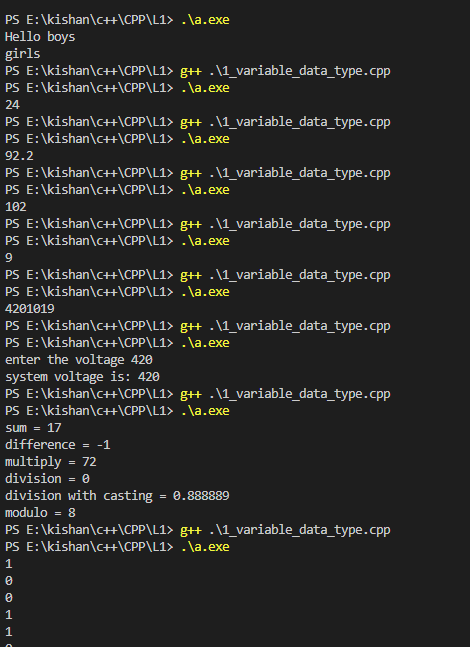 PS E:\kishan\c++\CPP\L1> .\a.exe
Hello boys
girls
PS E:\kishan\c++\CPP\L1> g++ .\1_variable_data_type.cpp
PS E:\kishan\c++\CPP\L1> .\a.exe
24
PS E:\kishan\c++\CPP\L1> g++ .\1_variable_data_type.cpp
PS E:\kishan\c++\CPP\L1> .\a.exe
92.2
PS E:\kishan\c++\CPP\L1> g++ .\1_variable_data_type.cpp
PS E:\kishan\c++\CPP\L1> .\a.exe
102
PS E:\kishan\c++\CPP\L1> g++ .\1_variable_data_type.cpp
PS E:\kishan\c++\CPP\L1> .\a.exe
9
PS E:\kishan\c++\CPP\L1> g++ .\1_variable_data_type.cpp
PS E:\kishan\c++\CPP\L1> .\a.exe
4201019
PS E:\kishan\c++\CPP\L1> g++ .\1_variable_data_type.cpp
PS E:\kishan\c++\CPP\L1> .\a.exe
enter the voltage 420
system voltage is: 420
PS E:\kishan\c++\CPP\L1> g++ .\1_variable_data_type.cpp
PS E:\kishan\c++\CPP\L1> .\a.exe
sum = 17
difference = -1
multiply = 72
division = 0
division with casting = 0.888889
modulo = 8
PS E:\kishan\c++\CPP\L1> g++ .\1_variable_data_type.cpp
PS E:\kishan\c++\CPP\L1> .\a.exe
1
0
0
1
1